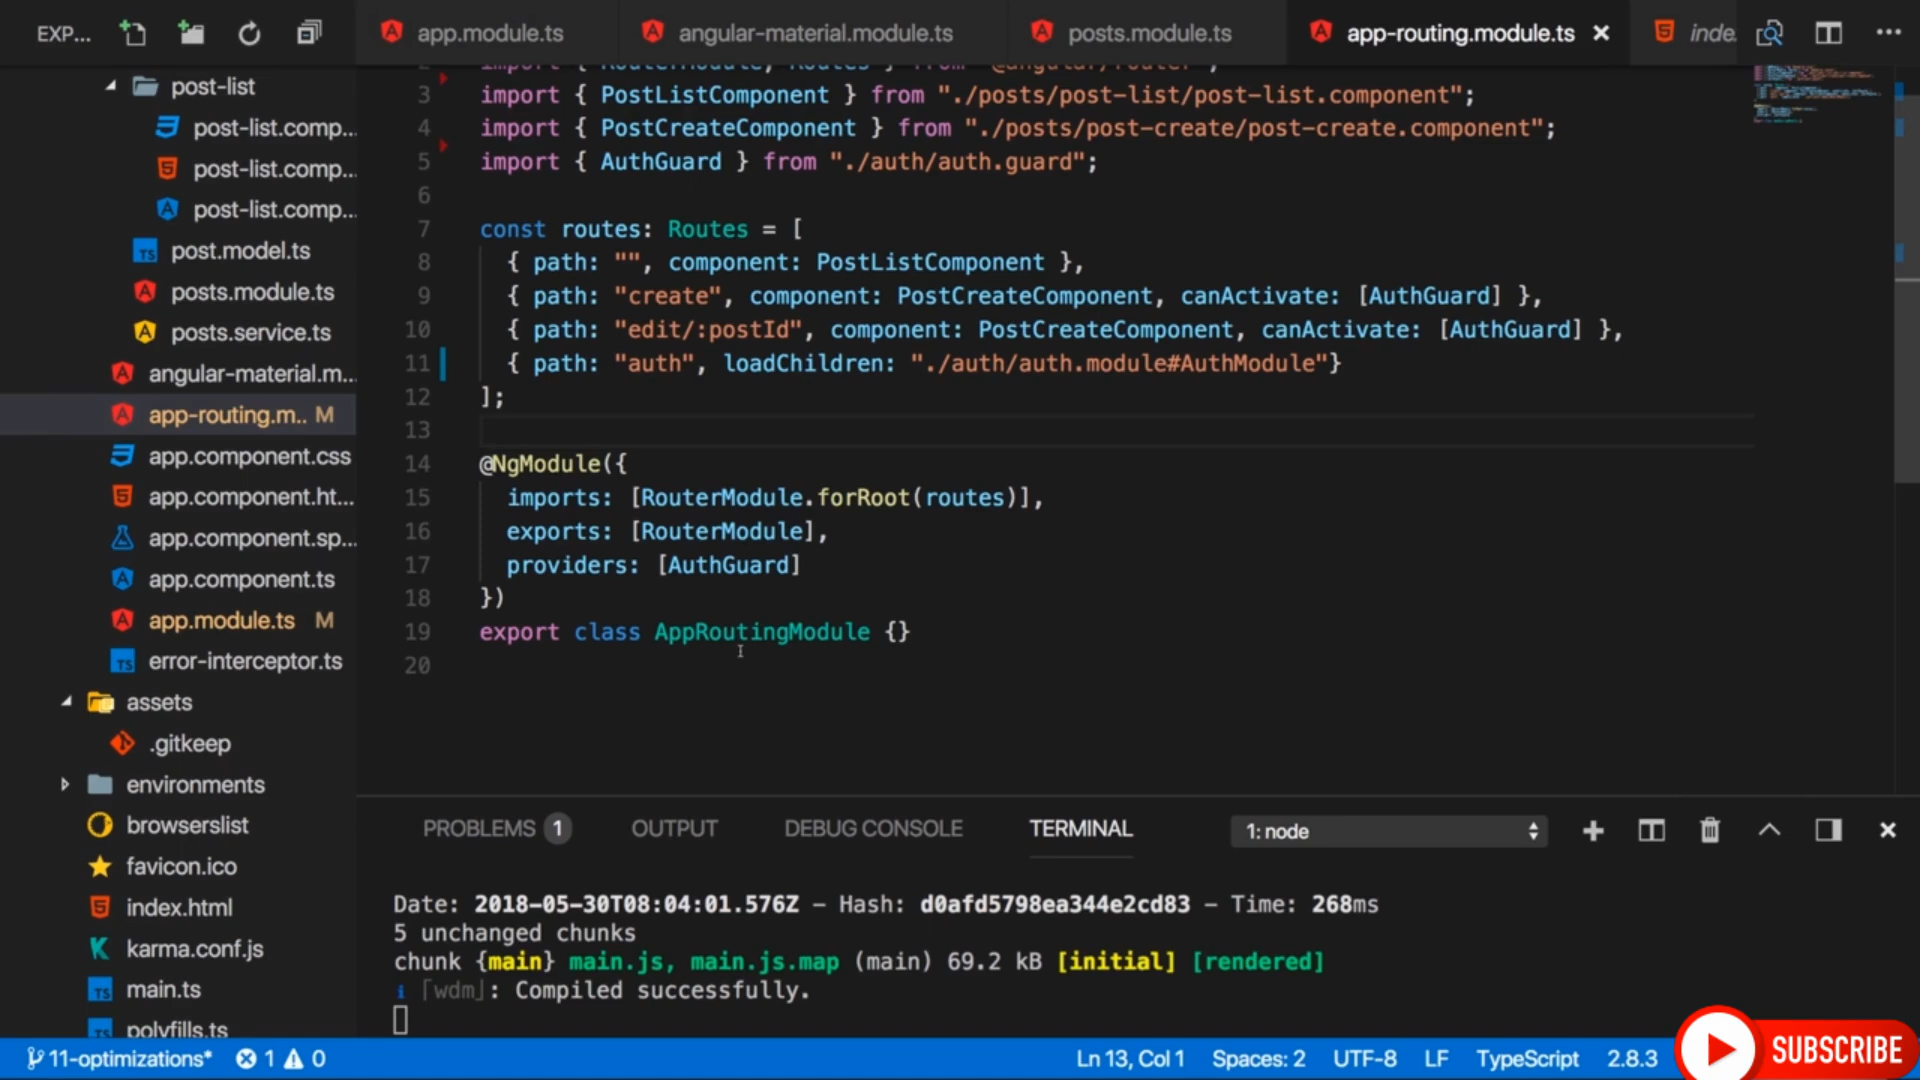 EXP...
app.module.ts
angular-material.module.ts
posts.module.ts
app-routing.module.ts
inde
post-list
post-list.comp...
post-list.comp...
post-list.comp...
post.model.ts
posts.module.ts
posts.service.ts
angular-material.m...
app-routing.m.. M
app.component.css
app.component.ht...
app.component.sp...
app.component.ts
app.module.ts M
error-interceptor.ts
assets
.gitkeep
environments
browserslist
favicon.ico
index.html
karma.conf.js
main.ts
polyfills.ts
2 import { RouterModule, Routes } from "@angular/router";
3 import { PostListComponent } from "./posts/post-list/post-list.component";
4 import { PostCreateComponent } from "./posts/post-create/post-create.component";
5 import { AuthGuard } from "./auth/auth.guard";
6
7 const routes: Routes = [
8 { path: "", component: PostListComponent },
9 { path: "create", component: PostCreateComponent, canActivate: [AuthGuard] },
10 { path: "edit/:postId", component: PostCreateComponent, canActivate: [AuthGuard] },
11 { path: "auth", loadChildren: "./auth/auth.module#AuthModule"}
12 ];
13
14 @NgModule({
15 imports: [RouterModule.forRoot(routes)],
16 exports: [RouterModule],
17 providers: [AuthGuard]
18 })
19 export class AppRoutingModule {}
20
PROBLEMS 1
OUTPUT
DEBUG CONSOLE
TERMINAL
1: node
Date: 2018-05-30T08:04:01.576Z – Hash: d0afd5798ea344e2cd83 – Time: 268ms
5 unchanged chunks
chunk {main} main.js, main.js.map (main) 69.2 kB [initial] [rendered]
i ｢wdm｣: Compiled successfully.
11-optimizations* 1 0
Ln 13, Col 1
Spaces: 2
UTF-8
LF
TypeScript
2.8.3
SUBSCRIBE